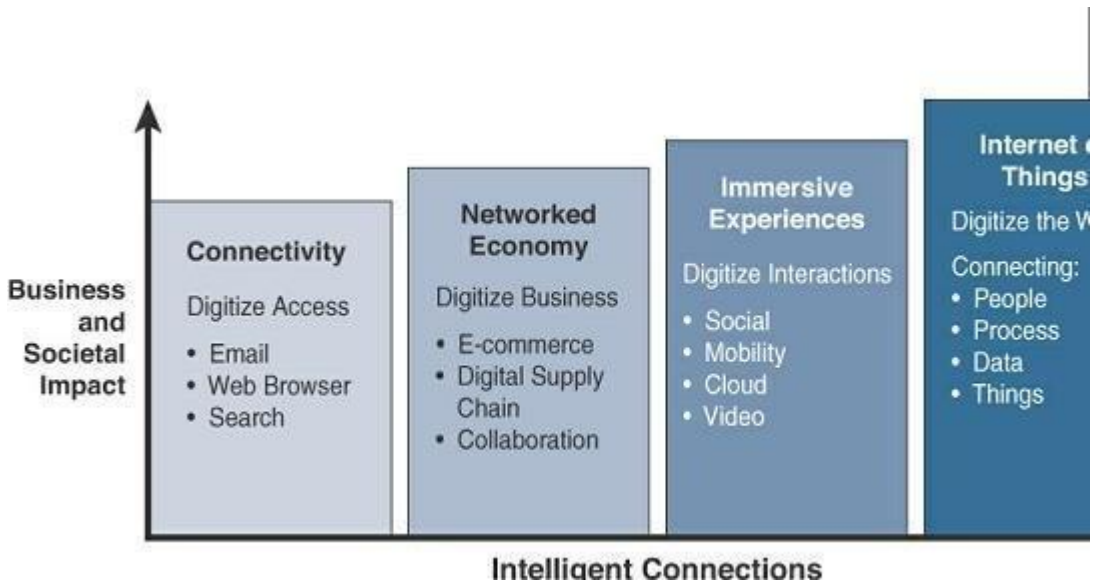 Business
and
Societal
Impact
Connectivity
Digitize Access
• Email
• Web Browser
• Search
Networked
Economy
Digitize Business
• E-commerce
• Digital Supply
Chain
• Collaboration
Immersive
Experiences
Digitize Interactions
• Social
• Mobility
• Cloud
• Video
Internet
Things
Digitize the
Connecting:
• People
• Process
• Data
• Things
Intelligent Connections